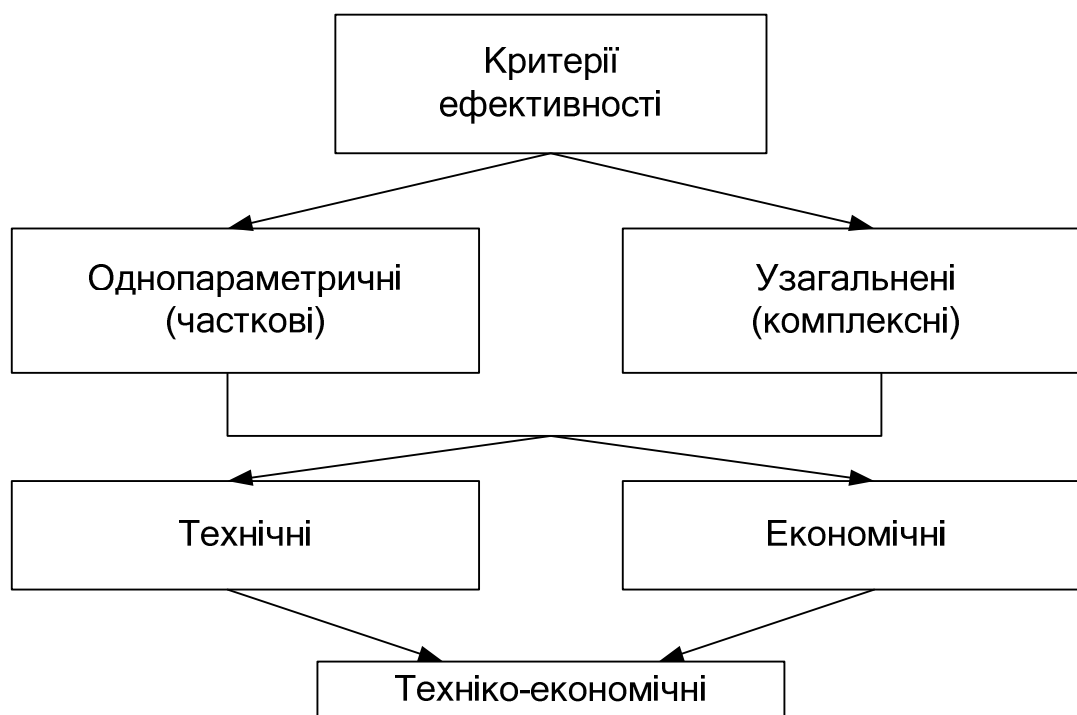 Критерії
ефективності
Однопараметричні
(часткові)
Узагальнені
(комплексні)
Технічні
Економічні
Техніко-економічні